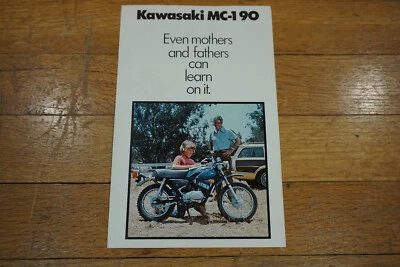 Kawasaki MC-1 90
Even mothers
and fathers
can
learn
on it.